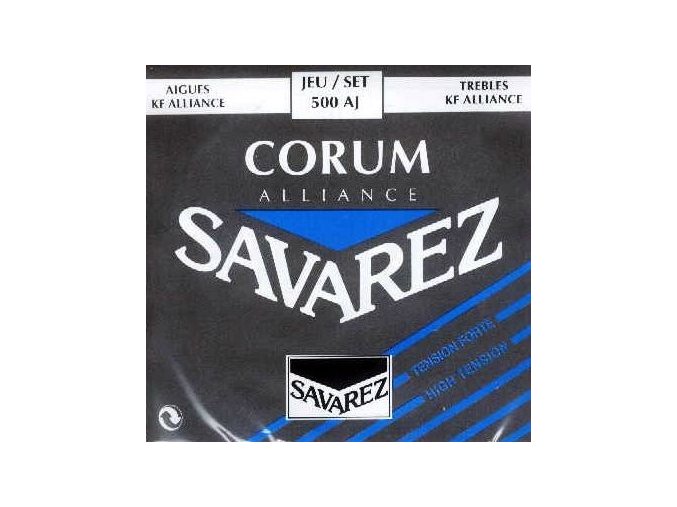 JEU / SET
500 AJ
AIGUES
KF ALLIANCE
TREBLES
KF ALLIANCE
CORUM
ALLIANCE
SAVAREZ
TENSION FORTE
HIGH TENSION
SAVAREZ